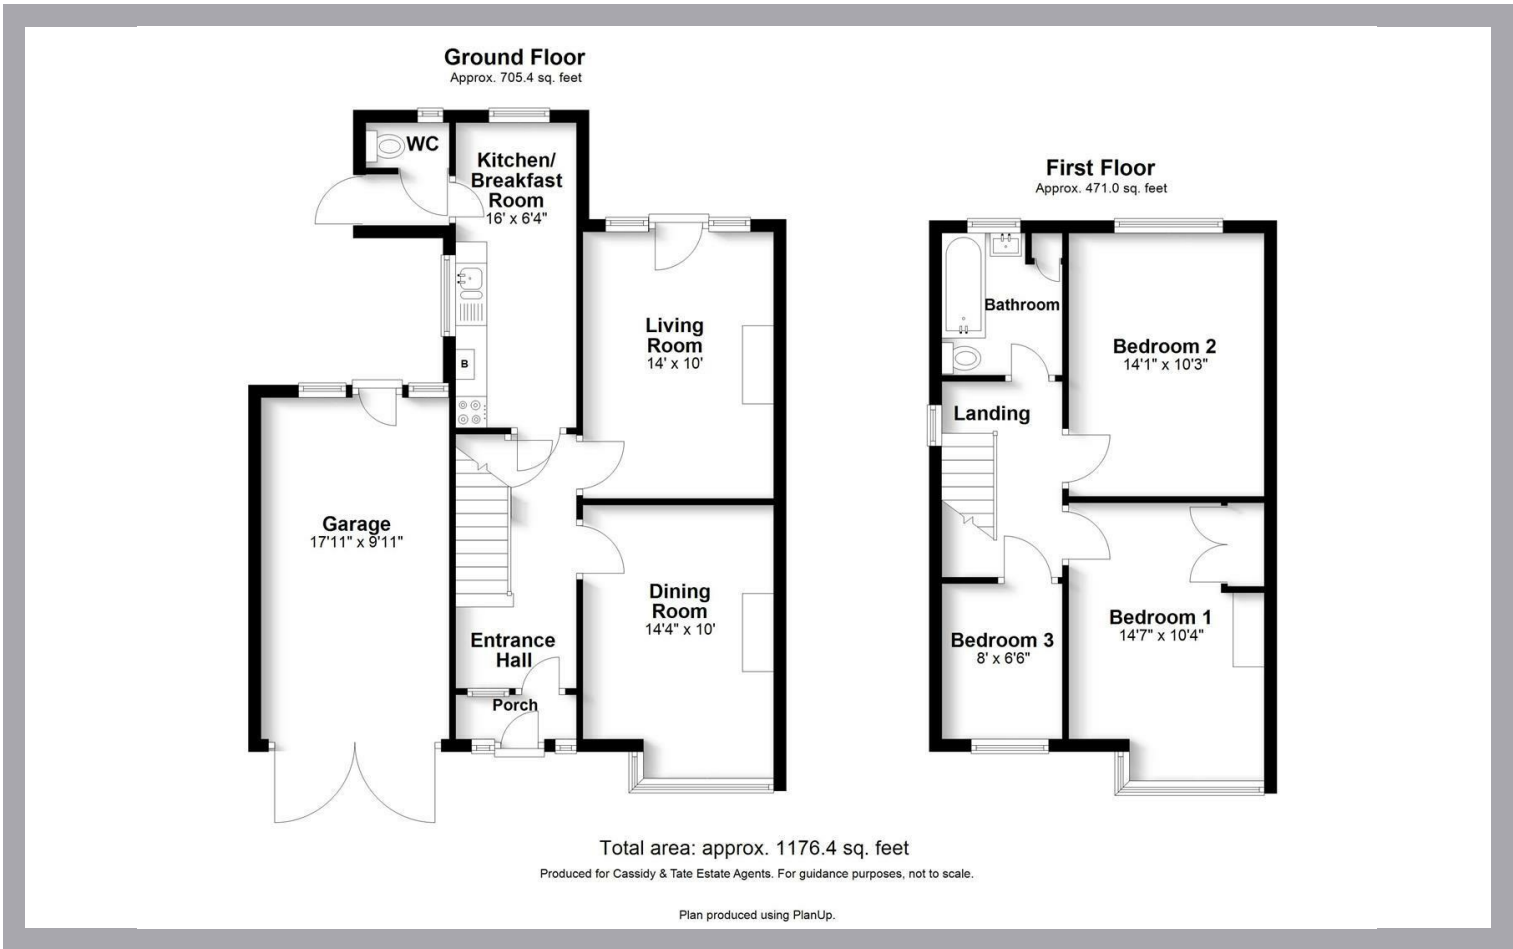 Ground Floor
Approx. 705.4 sq. feet
WC
Kitchen/
Breakfast
Room
16' x 6'4"
Living
Room
14' x 10'
B
Garage
17'11" x 9'11"
Dining
Room
14'4" x 10'
Entrance
Hall
Porch
First Floor
Approx. 471.0 sq. feet
Bathroom
Bedroom 2
14'1" x 10'3"
Landing
Bedroom 1
14'7" x 10'4"
Bedroom 3
8' x 6'6"
Total area: approx. 1176.4 sq. feet
Produced for Cassidy & Tate Estate Agents. For guidance purposes, not to scale.
Plan produced using PlanUp.